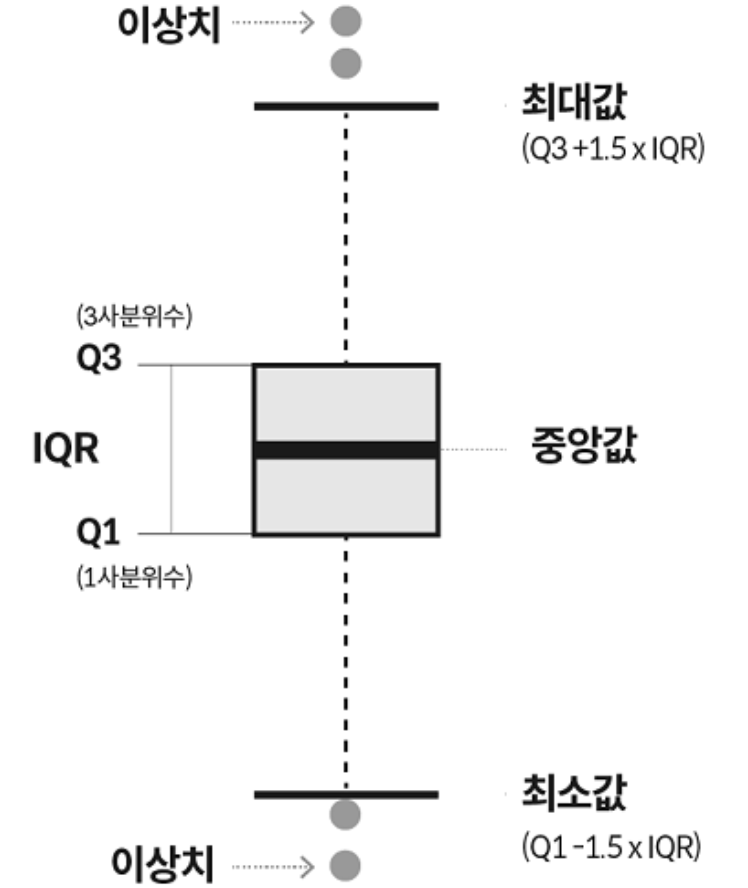 이상치
최대값
(Q3 +1.5 x IQR)
(3사분위수)
Q3
IQR
중앙값
Q1
(1사분위수)
최소값
(Q1 -1.5 x IQR)
이상치